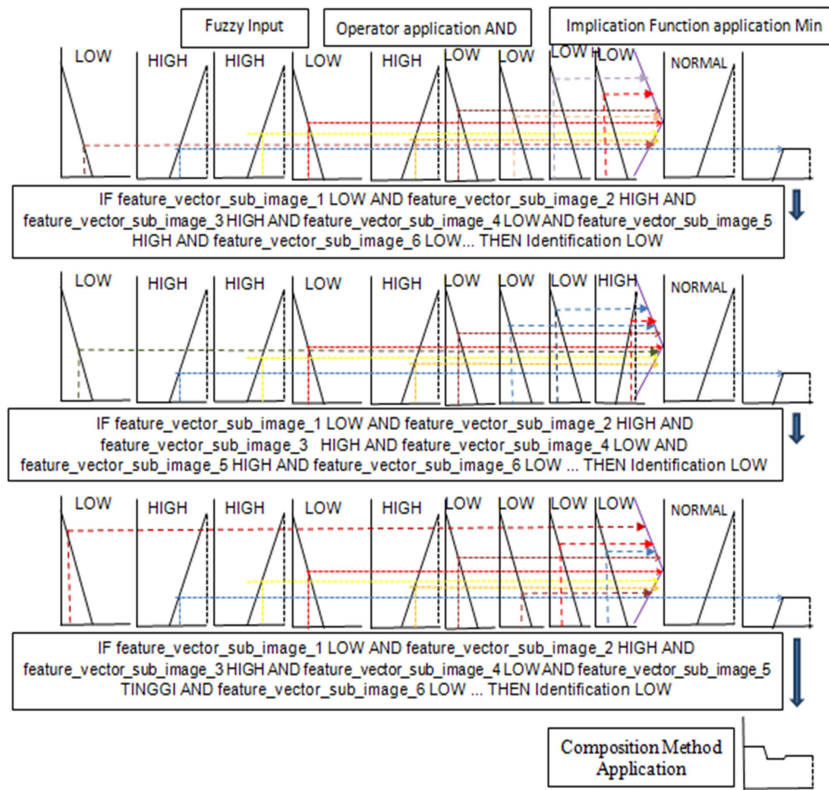 Fuzzy Input
Operator application AND
Implication Function application Min
LOW HIGH HIGH LOW HIGH LOW LOW LOW LOW NORMAL
IF feature_vector_sub_image_1 LOW AND feature_vector_sub_image_2 HIGH AND
feature_vector_sub_image_3 HIGH AND feature_vector_sub_image_4 LOW AND feature_vector_sub_image_5
HIGH AND feature_vector_sub_image_6 LOW... THEN Identification LOW
LOW HIGH HIGH LOW HIGH LOW LOW LOW HIGH NORMAL
IF feature_vector_sub_image_1 LOW AND feature_vector_sub_image_2 HIGH AND
feature_vector_sub_image_3 HIGH AND feature_vector_sub_image_4 LOW AND
feature_vector_sub_image_5 HIGH AND feature_vector_sub_image_6 LOW ... THEN Identification LOW
LOW HIGH HIGH LOW HIGH LOW LOW LOW LOW NORMAL
IF feature_vector_sub_image_1 LOW AND feature_vector_sub_image_2 HIGH AND
feature_vector_sub_image_3 HIGH AND feature_vector_sub_image_4 LOW AND feature_vector_sub_image_5
TINGGI AND feature_vector_sub_image_6 LOW ... THEN Identification LOW
Composition Method
Application